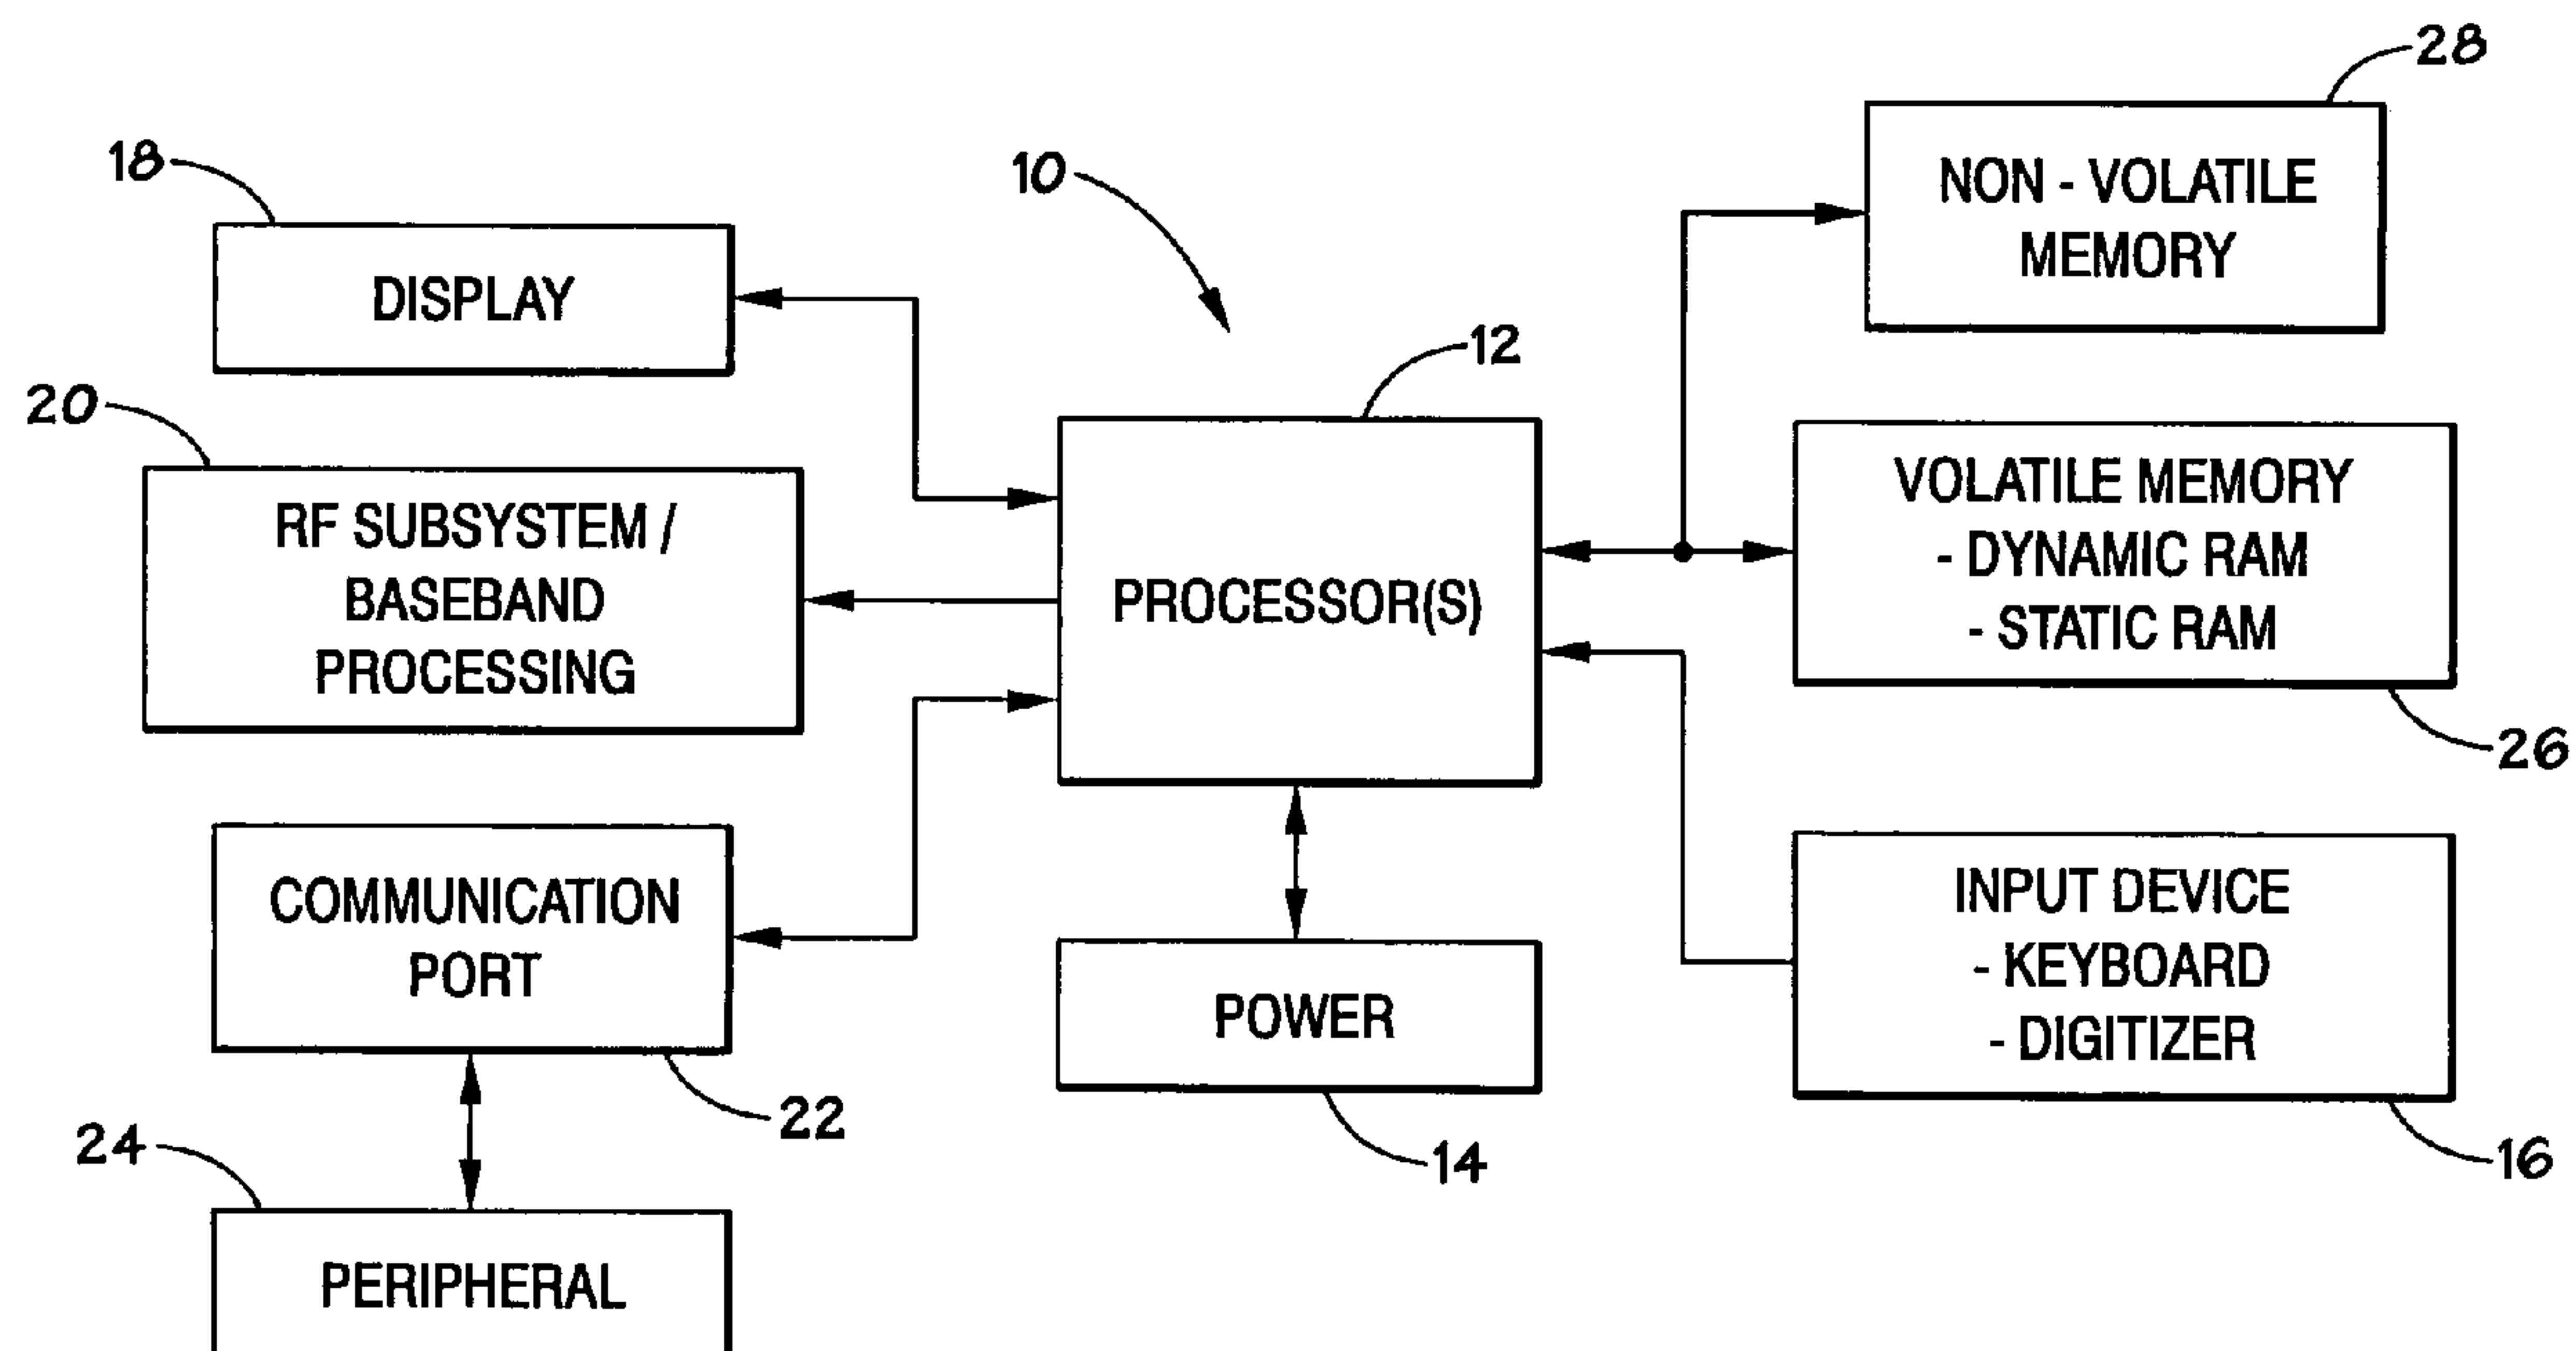 28
18
10
NON - VOLATILE
MEMORY
DISPLAY
12
20
VOLATILE MEMORY
- DYNAMIC RAM
- STATIC RAM
RF SUBSYSTEM /
BASEBAND
PROCESSING
PROCESSOR(S)
26
COMMUNICATION
PORT
INPUT DEVICE
- KEYBOARD
- DIGITIZER
POWER
22
24
14
16
PERIPHERAL